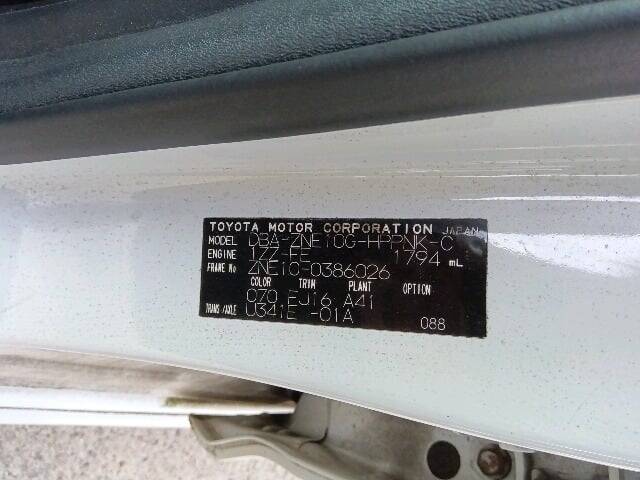 TOYOTA MOTOR CORPORATION JAPAN
MODEL DBA-ZNE10G-HPPNK-C
ENGINE 1ZZ-FE 1794 mL
FRAME No ZNE10-0386026
COLOR TRIM PLANT OPTION
070 EJ16 A41
TRANS/AXLE U341E -01A
088